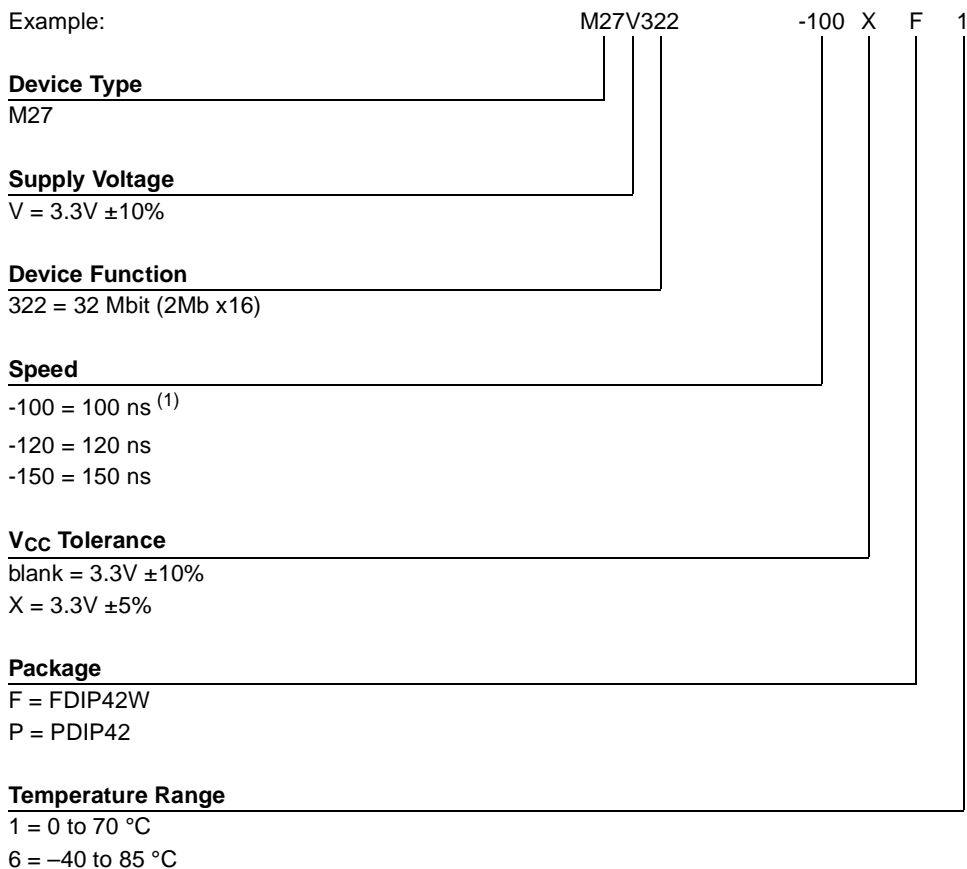 Example: M27V322 -100 X F 1
Device Type
M27
Supply Voltage
V = 3.3V ±10%
Device Function
322 = 32 Mbit (2Mb x16)
Speed
-100 = 100 ns (1)
-120 = 120 ns
-150 = 150 ns
VCC Tolerance
blank = 3.3V ±10%
X = 3.3V ±5%
Package
F = FDIP42W
P = PDIP42
Temperature Range
1 = 0 to 70 °C
6 = –40 to 85 °C